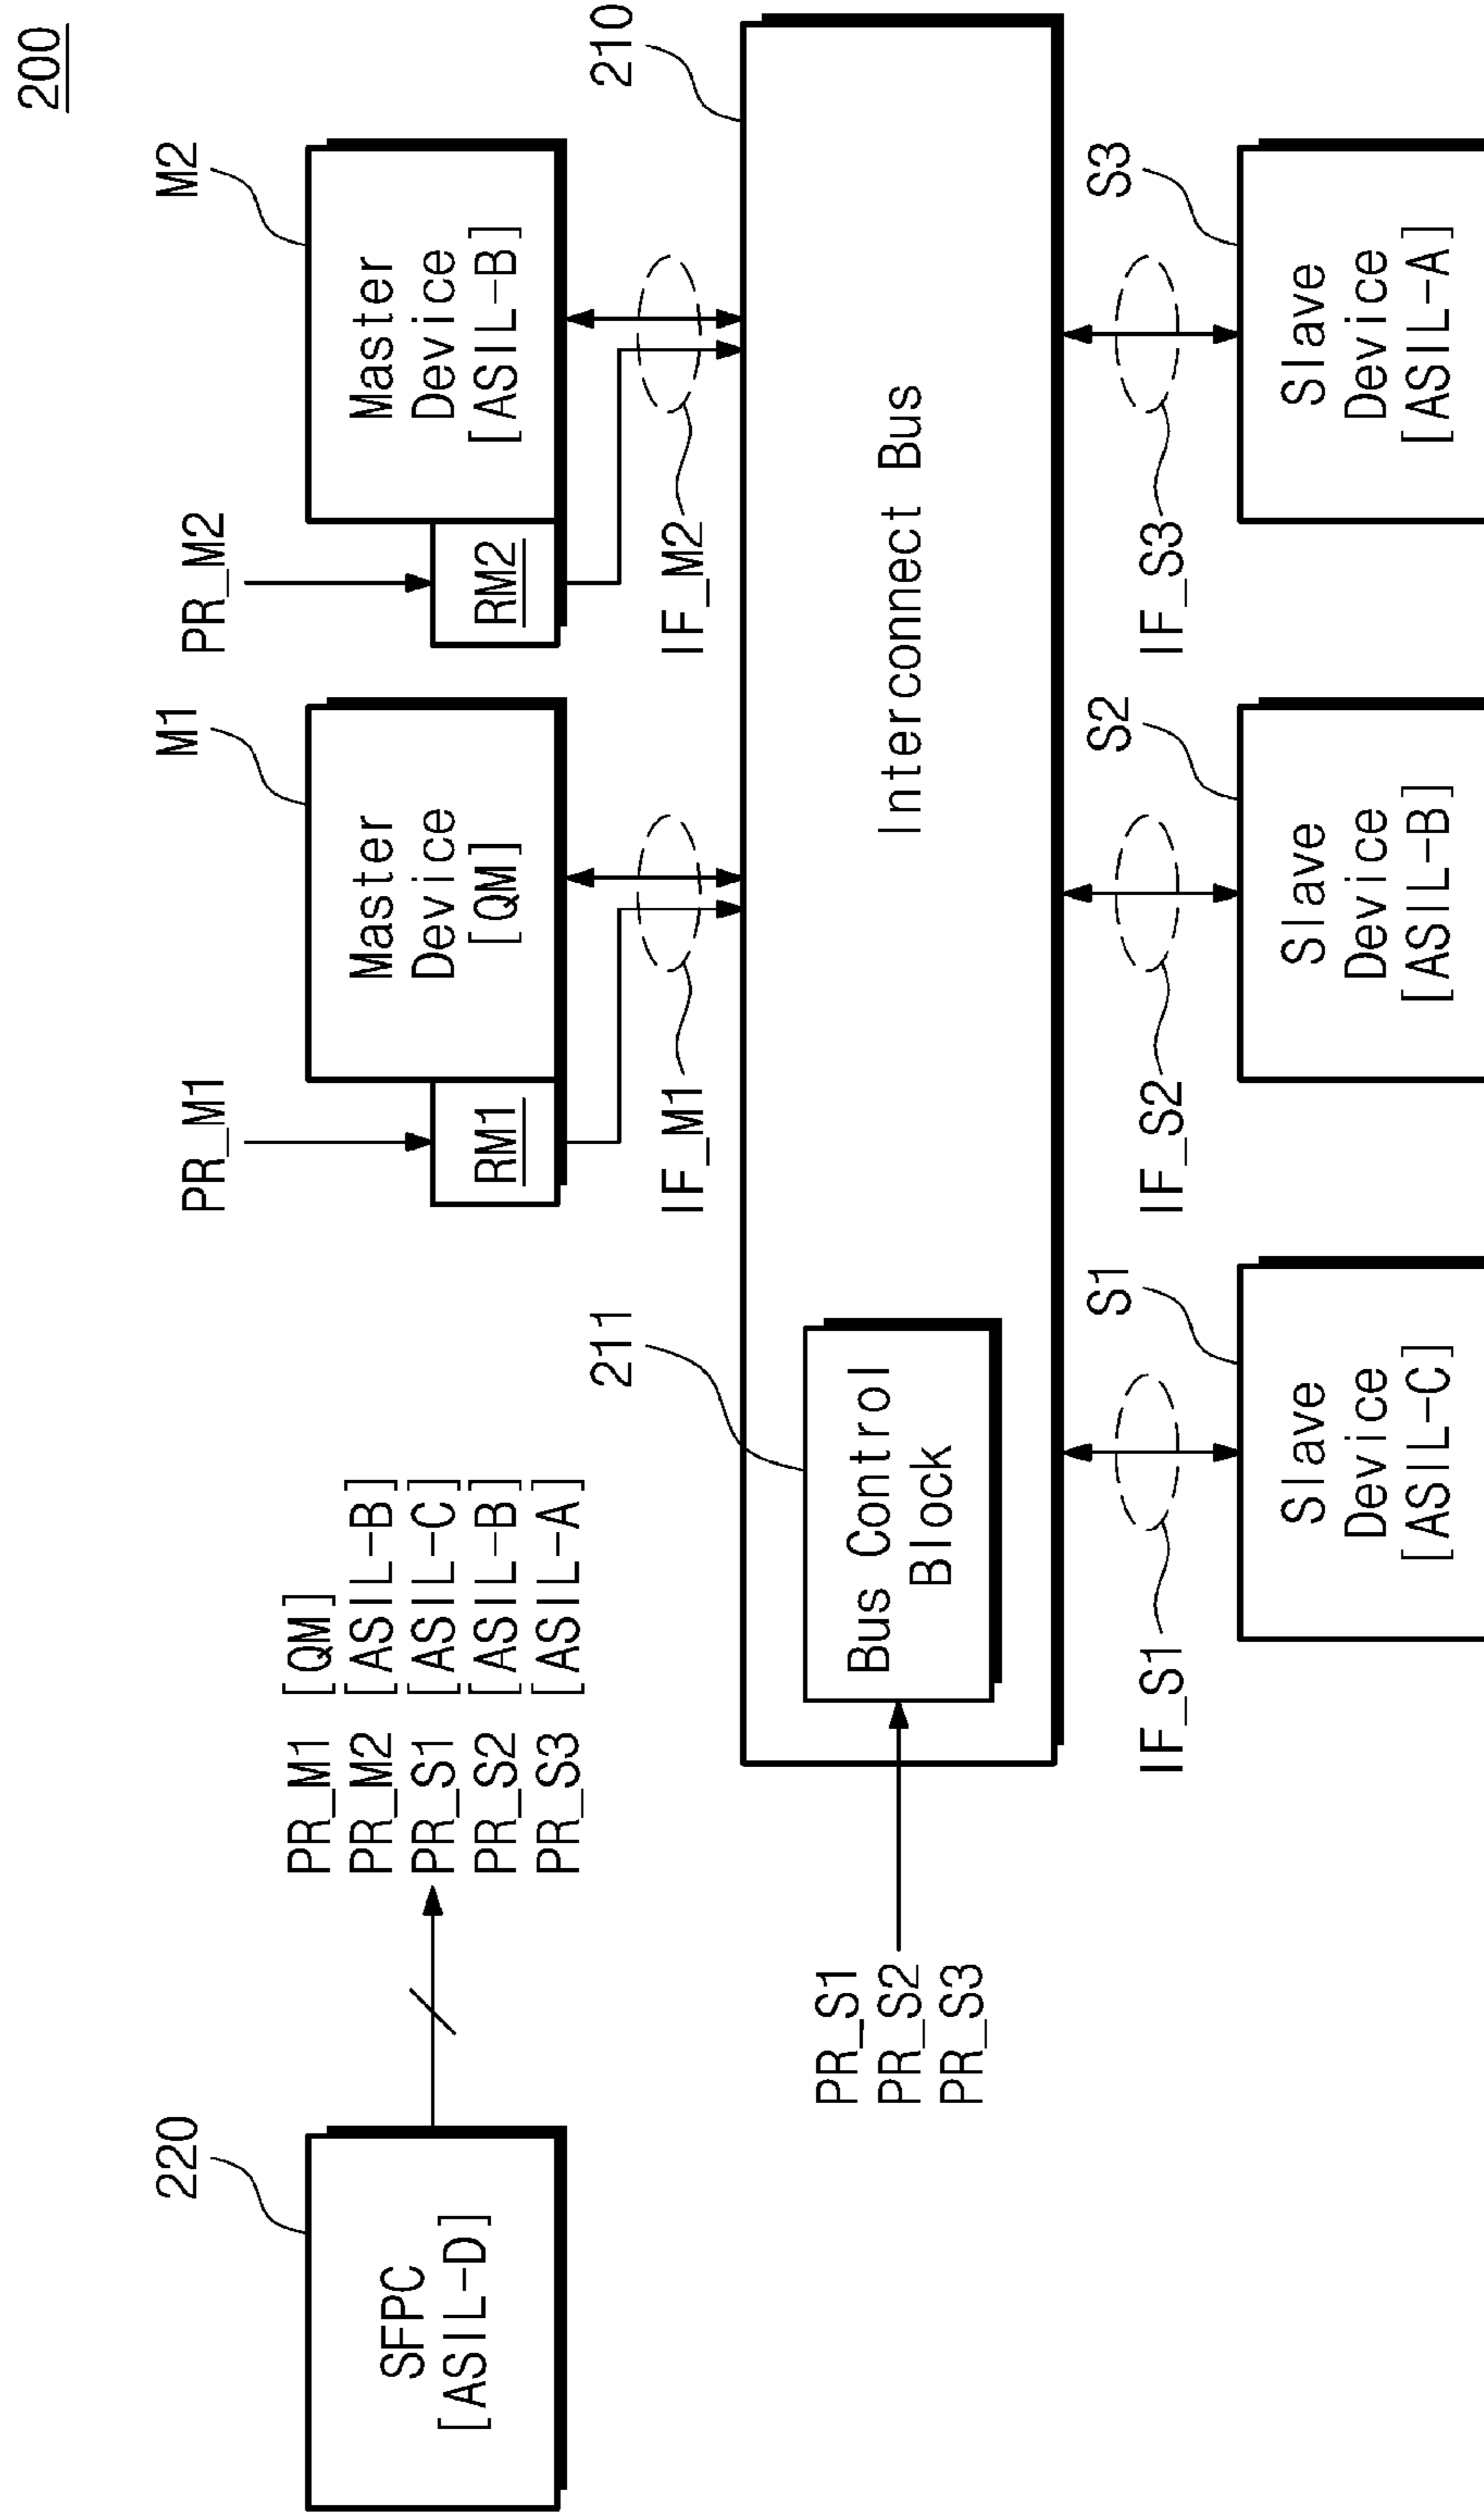 200
220
SFPC
[ASIL-D]
PR_M1 [QM]
PR_M2 [ASIL-B]
PR_S1 [ASIL-C]
PR_S2 [ASIL-B]
PR_S3 [ASIL-A]
PR_M1
M1
Master
Device
[QM]
RM1
PR_M2
M2
Master
Device
[ASIL-B]
RM2
211
IF_M1
IF_M2
210
PR_S1
PR_S2
PR_S3
Bus Control
Block
Interconnect Bus
IF_S1
S1
IF_S2
S2
IF_S3
S3
Slave
Device
[ASIL-C]
Slave
Device
[ASIL-B]
Slave
Device
[ASIL-A]